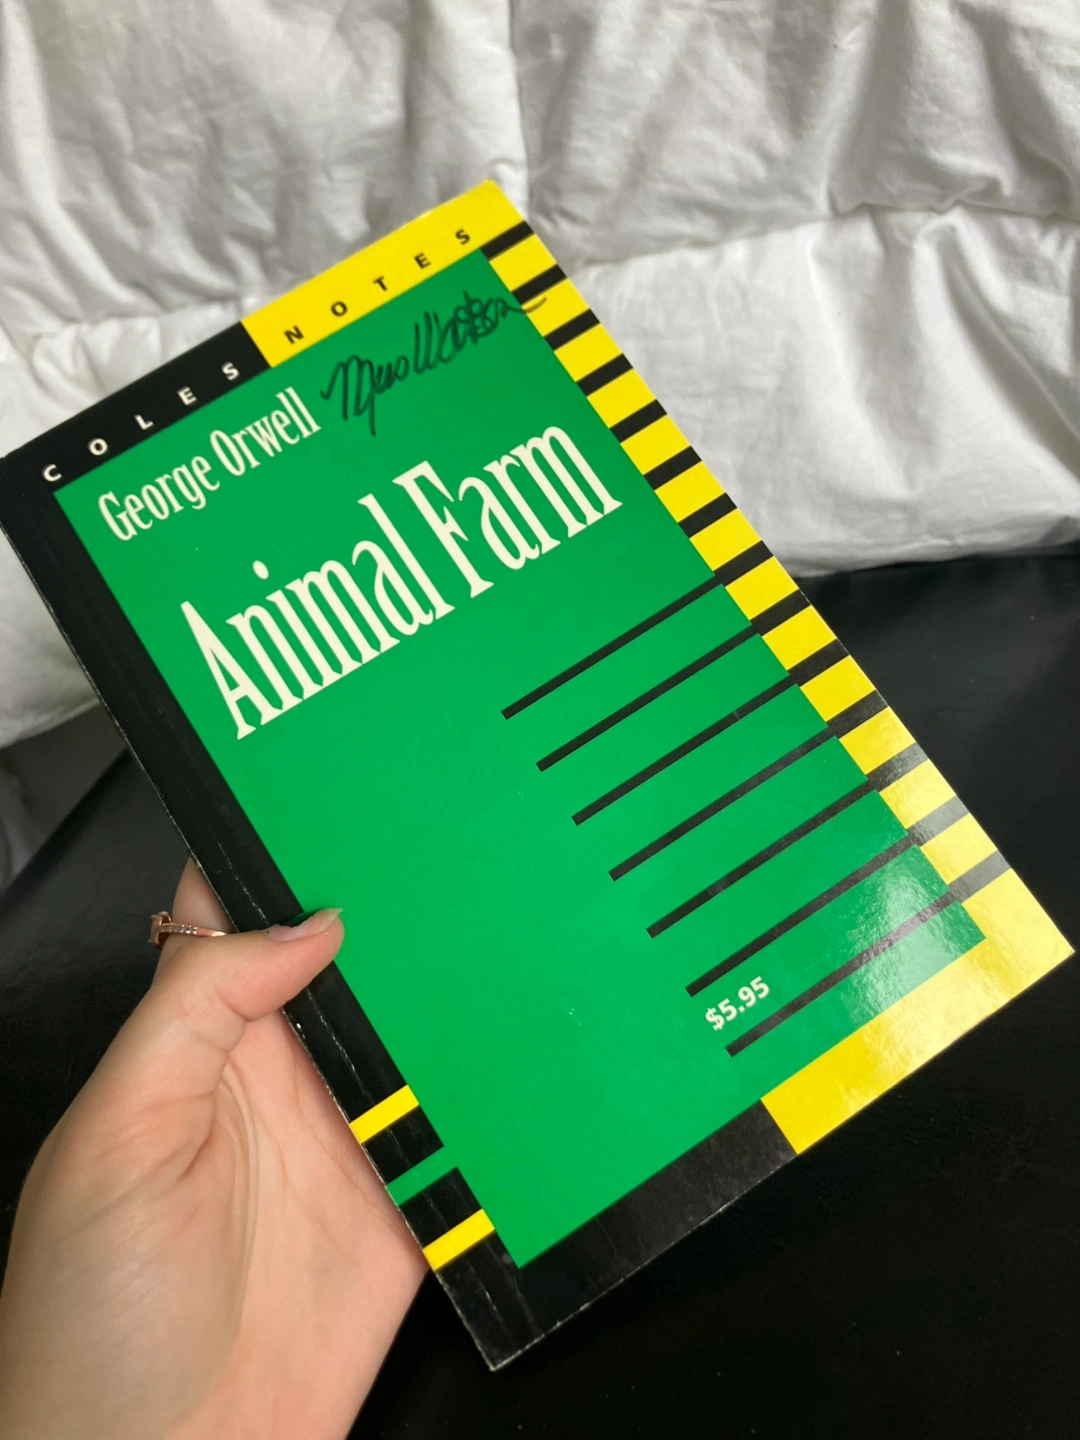 COLES NOTES
George Orwell
Animal Farm
$5.95